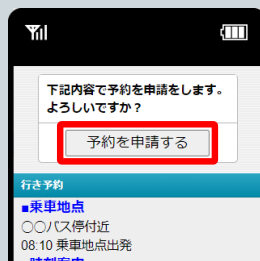 下記内容で予約を申請をします。
よろしいですか？
予約を申請する
行き予約
■乗車地点
○○バス停付近
08:10 乗車地点出発